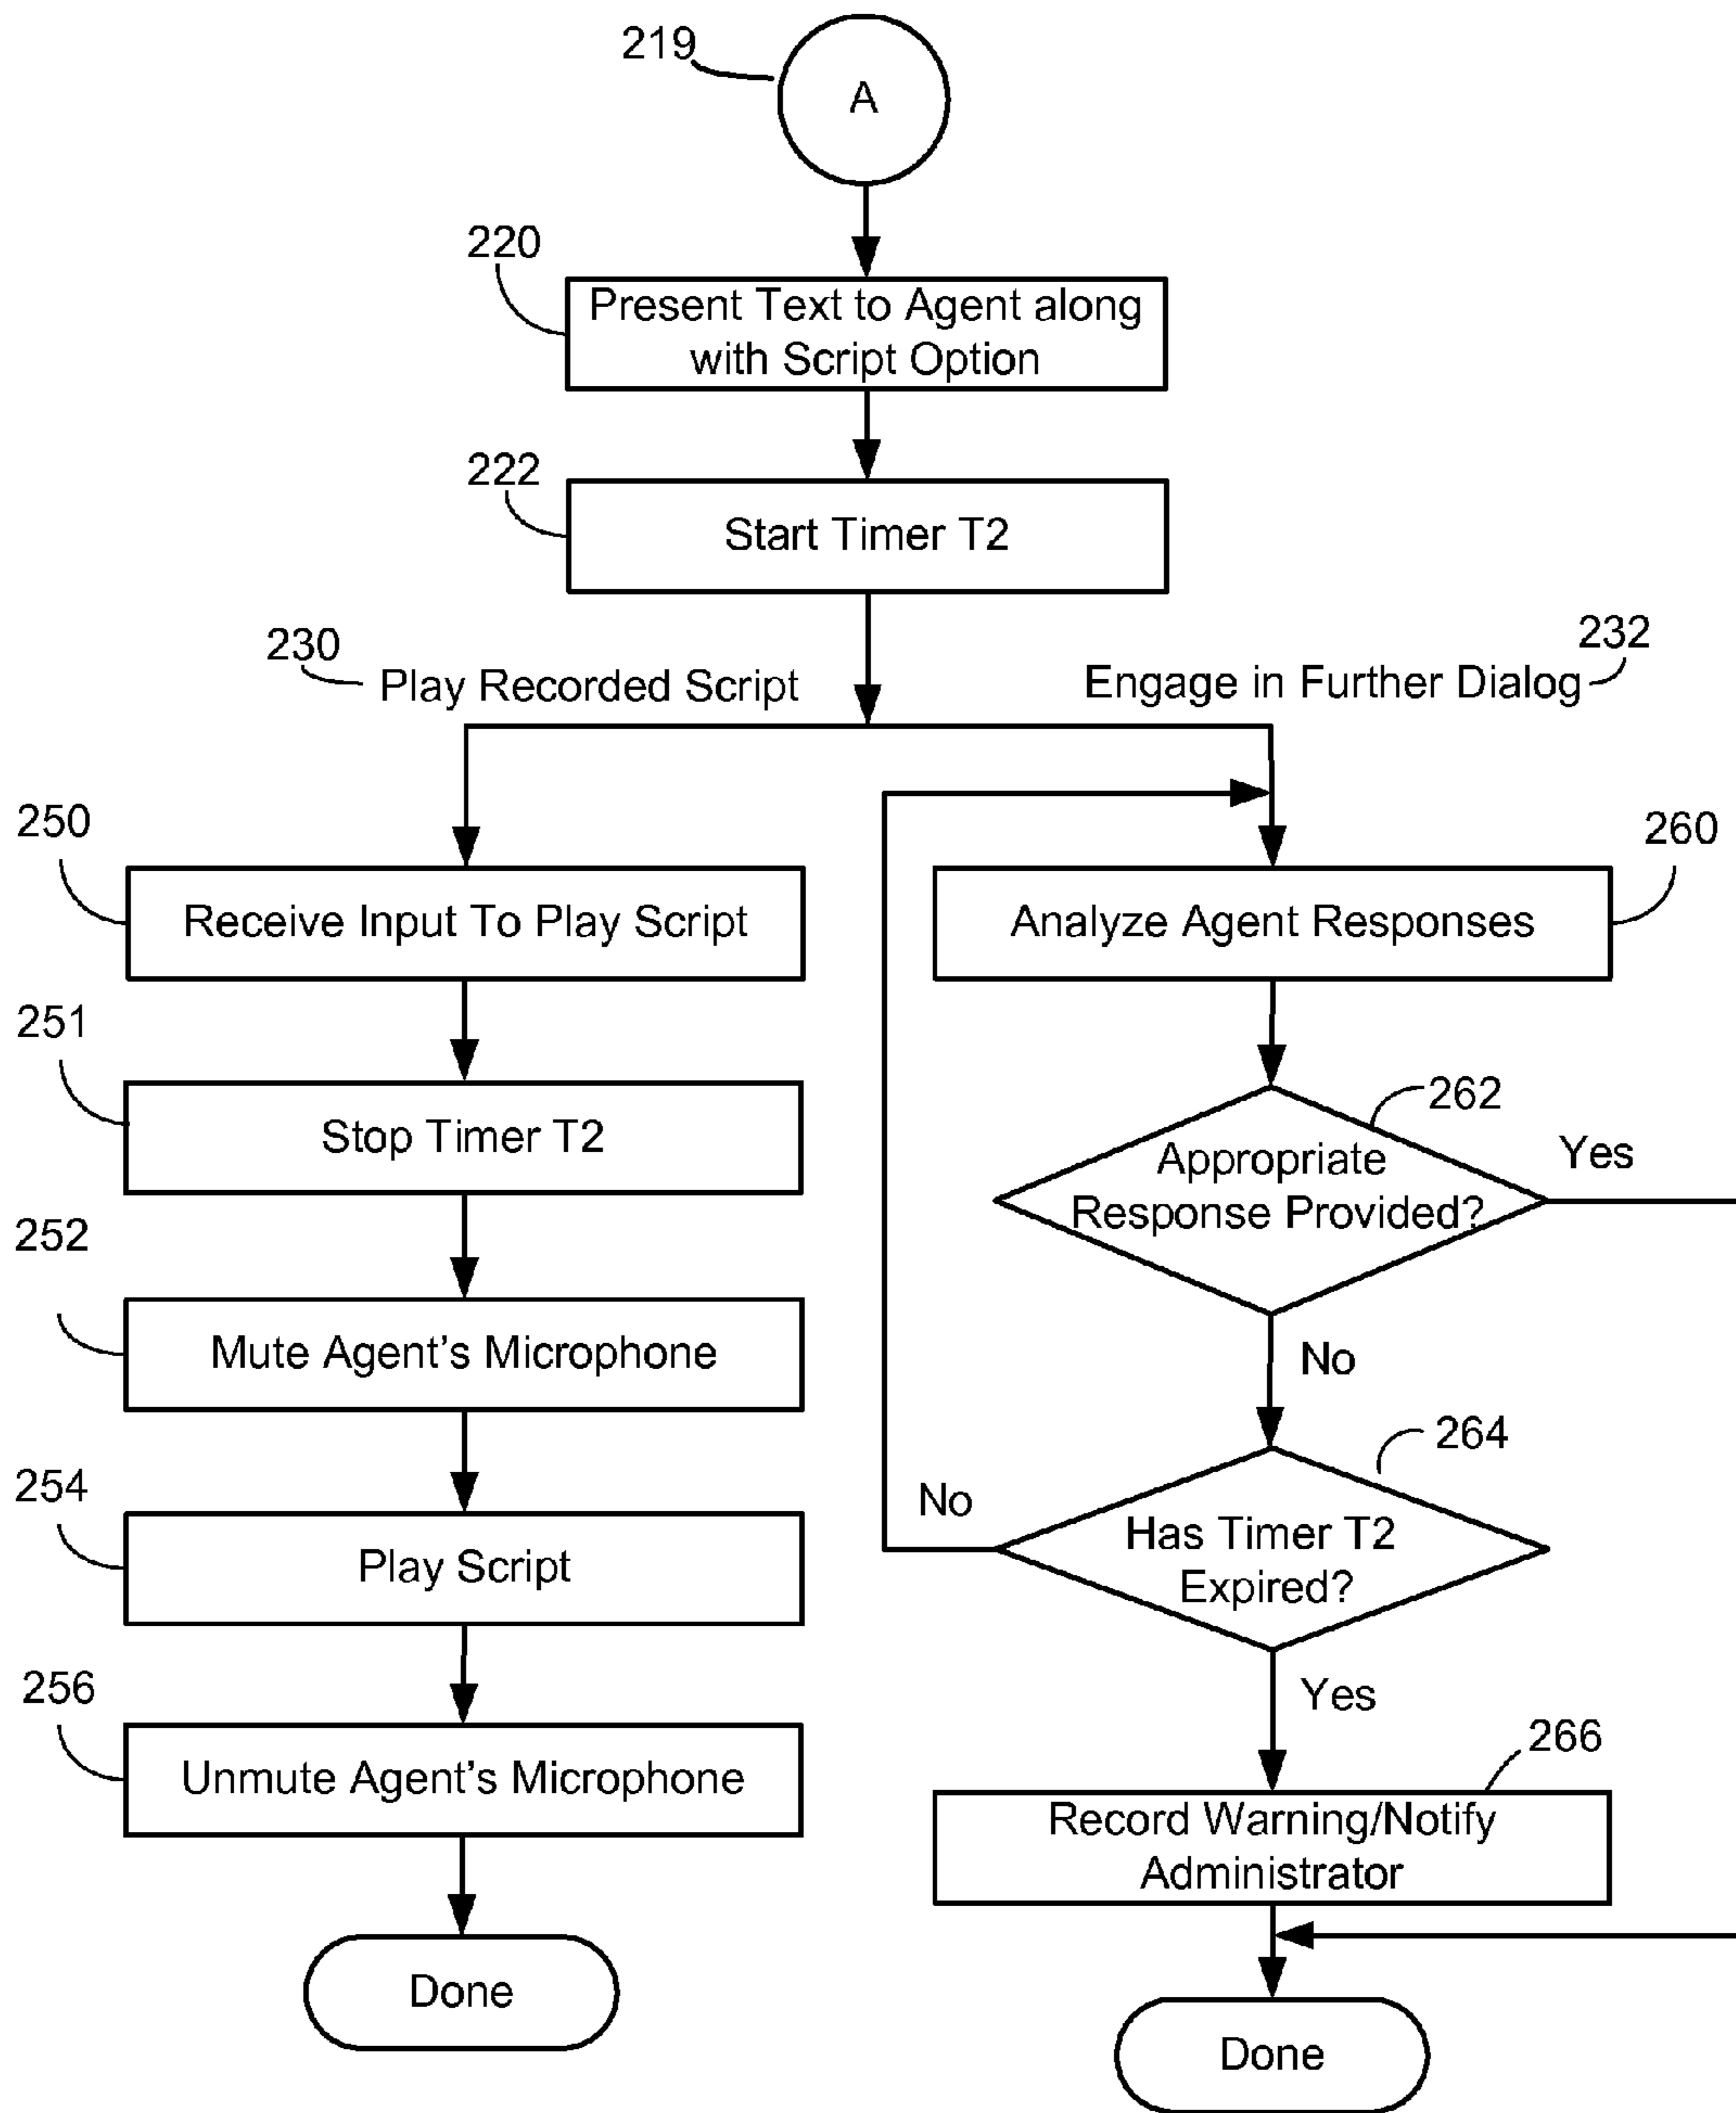 219
A
220
Present Text to Agent along
with Script Option
222
Start Timer T2
230
Play Recorded Script
232
Engage in Further Dialog
250
Receive Input To Play Script
251
Stop Timer T2
252
Mute Agent's Microphone
254
Play Script
256
Unmute Agent's Microphone
Done
260
Analyze Agent Responses
262
Appropriate
Response Provided?
Yes
No
264
Has Timer T2
Expired?
No
Yes
266
Record Warning/Notify
Administrator
Done